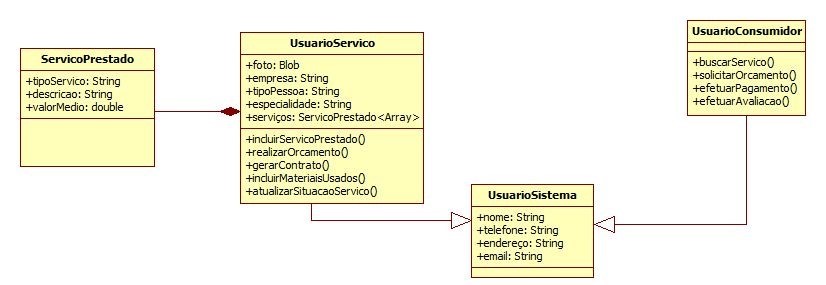 ServicoPrestado
+tipoServico: String
+descricao: String
+valorMedio: double
UsuarioServico
+foto: Blob
+empresa: String
+tipoPessoa: String
+especialidade: String
+serviços: ServicoPrestado<Array>
+incluirServicoPrestado()
+realizarOrcamento()
+gerarContrato()
+incluirMateriaisUsados()
+atualizarSituacaoServico()
UsuarioConsumidor
+buscarServico()
+solicitarOrcamento()
+efetuarPagamento()
+efetuarAvaliacao()
UsuarioSistema
+nome: String
+telefone: String
+endereço: String
+email: String